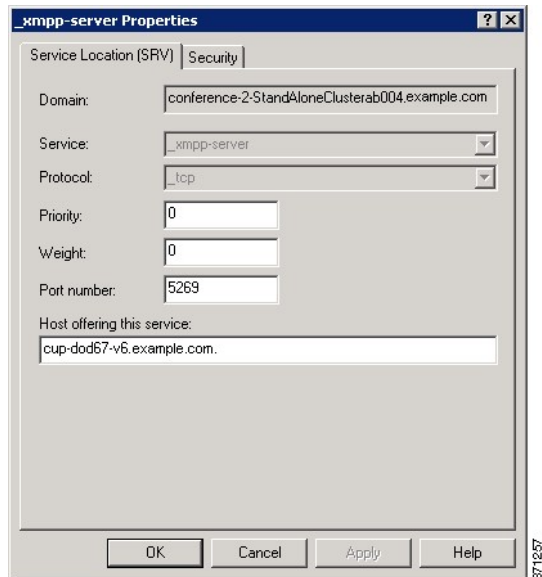 _xmpp-server Properties
Service Location (SRV) Security
Domain: conference-2-StandAloneClusterab004.example.com
Service: _xmpp-server
Protocol: _tcp
Priority: 0
Weight: 0
Port number: 5269
Host offering this service:
cup-dod67-v6.example.com.
OK Cancel Apply Help
371257